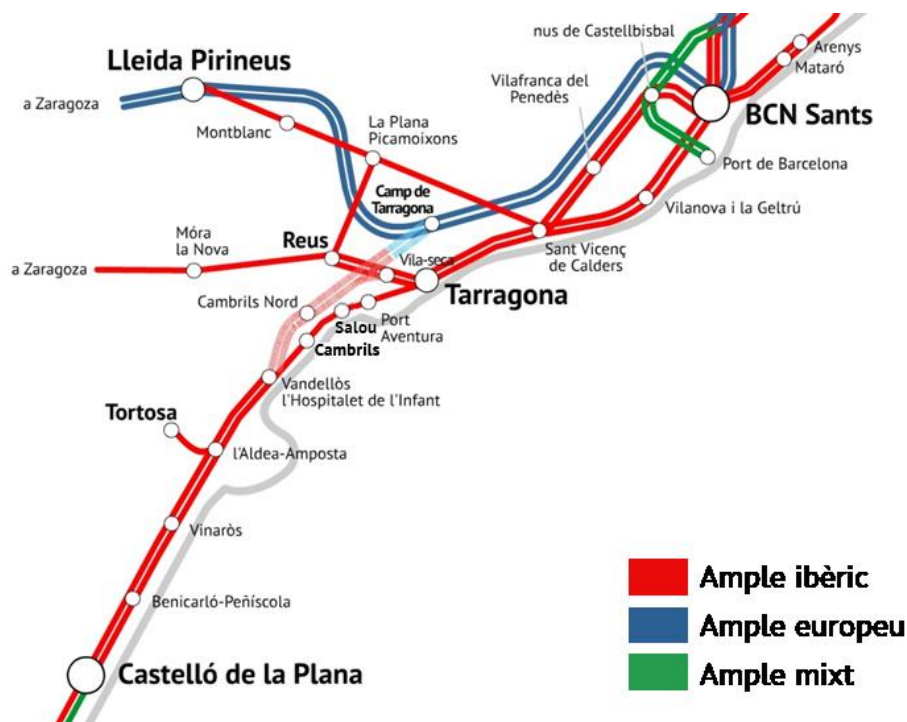 nus de Castellbisbal
Arenys
Mataró
Lleida Pirineus
Vilafranca del
Penedès
a Zaragoza
BCN Sants
Montblanc
La Plana
Picamoixons
Port de Barcelona
Camp de
Tarragona
Vilanova i la Geltrú
Móra
la Nova
Reus
Sant Vicenç
de Calders
Vila-seca
a Zaragoza
Tarragona
Cambrils Nord
Port
Aventura
Salou
Cambrils
Vandellòs
l'Hospitalet de l'Infant
Tortosa
l'Aldea-Amposta
Vinaròs
Ample ibèric
Benicarló-Peñíscola
Ample europeu
Castelló de la Plana
Ample mixt